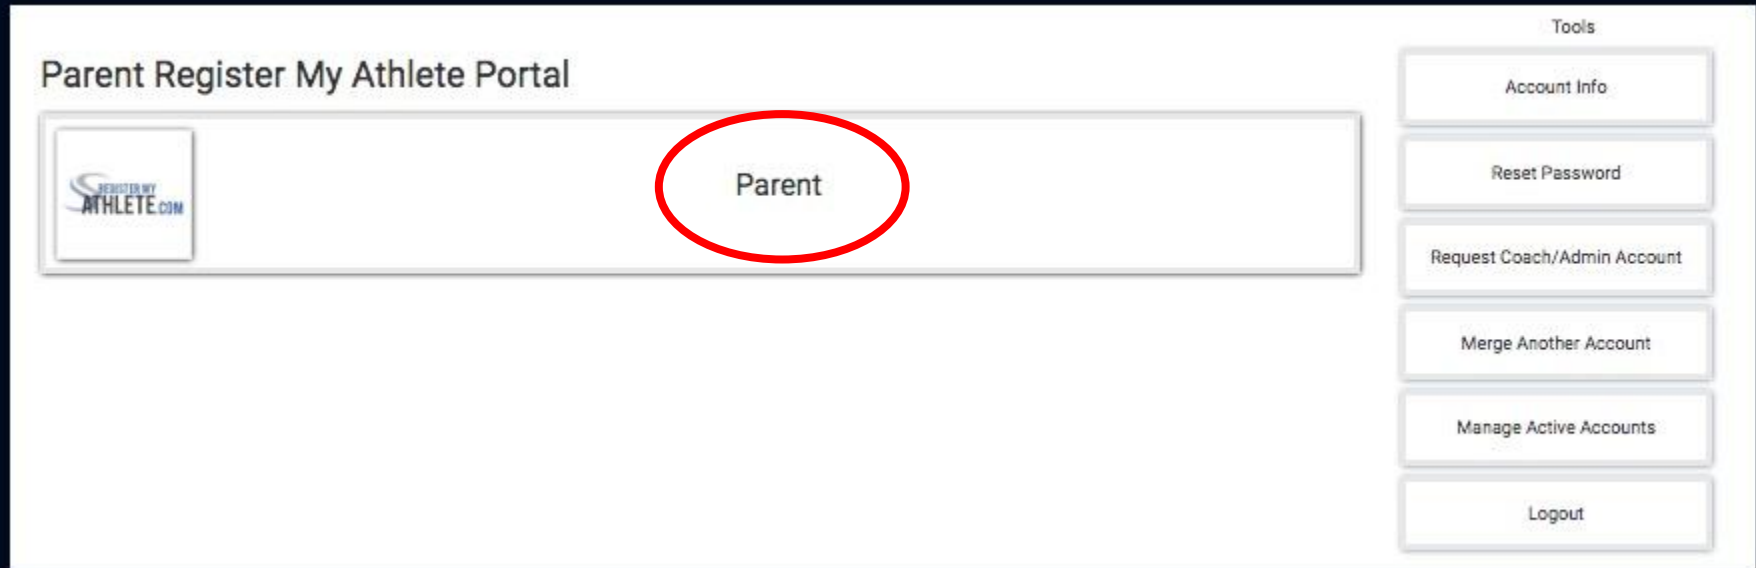 Tools
Parent Register My Athlete Portal
Account Info
REGISTER MY
ATHLETE.COM
Parent
Reset Password
Request Coach/Admin Account
Merge Another Account
Manage Active Accounts
Logout